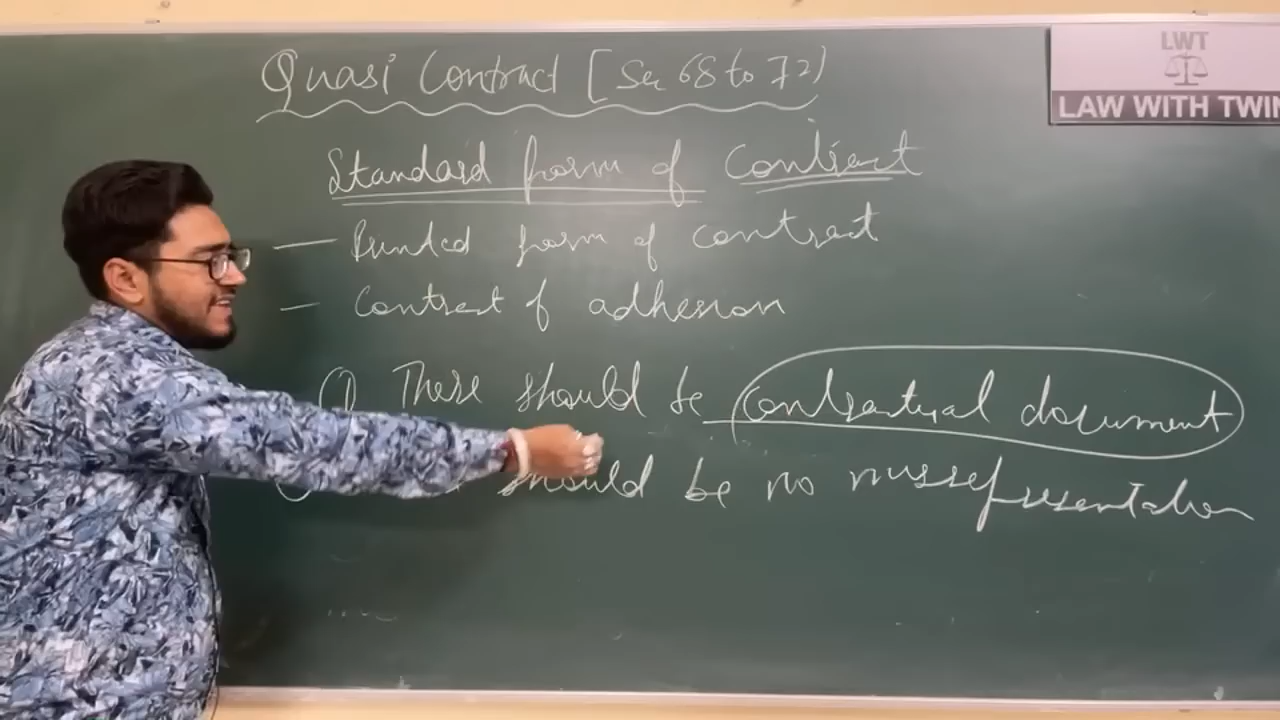 Quasi Contract [Sec 68 to 72)
LWT
LAW WITH TWIN
Standard form of Contract
— Printed form of contract
— Contract of adhesion
① There should be contractual document
should be no misrepresentation